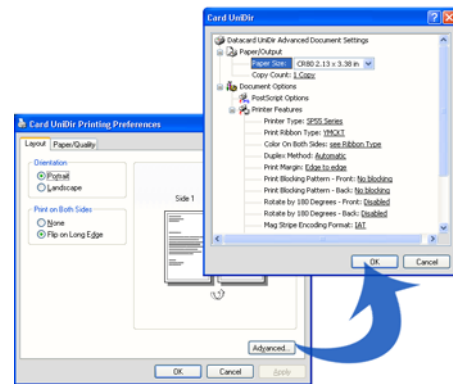 Card UniDir
Datacard UniDir Advanced Document Settings
Paper/Output
Paper Size: CR80 2.13 x 3.38 in
Copy Count: 1 Copy
Document Options
PostScript Options
Printer Features
Printer Type: SP55 Series
Print Ribbon Type: YMCKT
Color On Both Sides: see Ribbon Type
Duplex Method: Automatic
Print Margin: Edge to edge
Print Blocking Pattern - Front: No blocking
Print Blocking Pattern - Back: No blocking
Rotate by 180 Degrees - Front: Disabled
Rotate by 180 Degrees - Back: Disabled
Mag Stripe Encoding Format: IAT
OK Cancel
Card UniDir Printing Preferences
Layout Paper/Quality
Orientation
Portrait
Landscape
Print on Both Sides
None
Flip on Long Edge
Side 1
Advanced...
OK Cancel Apply